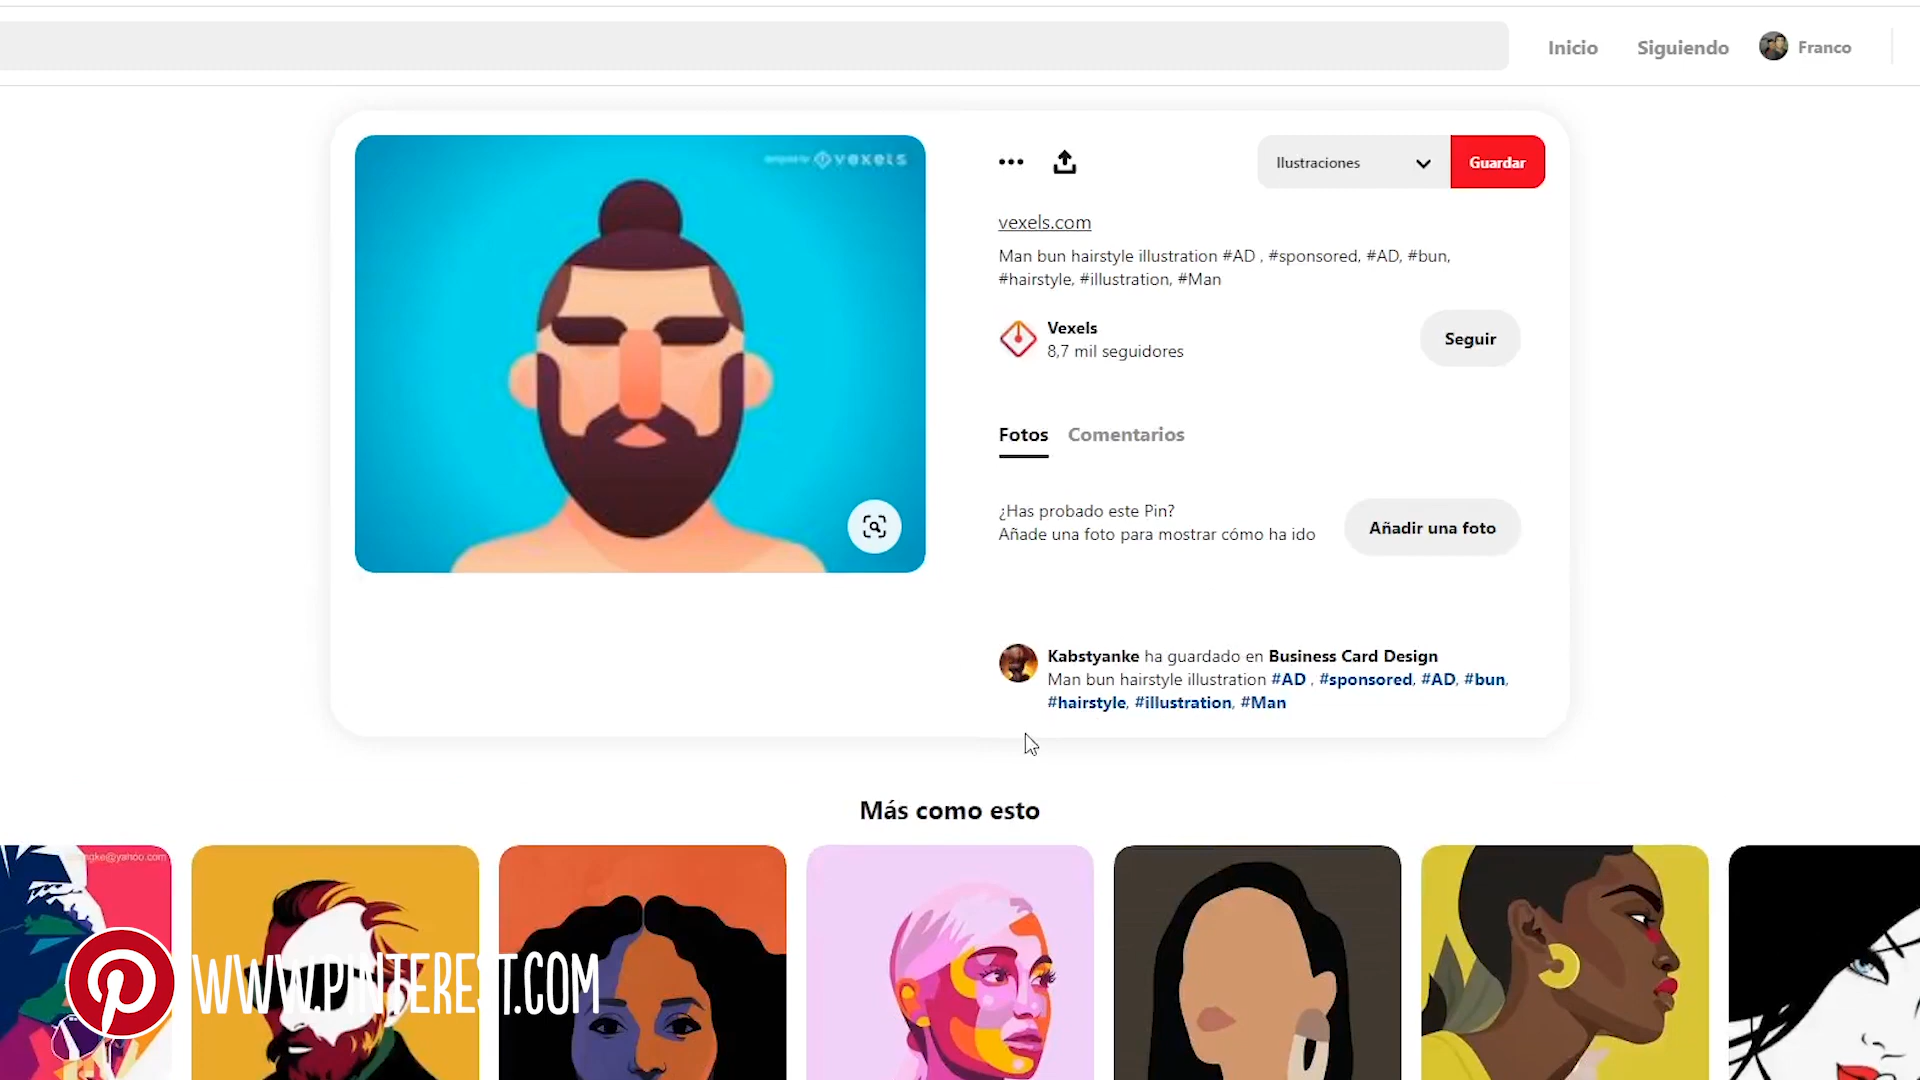 Inicio
Siguiendo
Franco
vexels
Ilustraciones
Guardar
vexels.com
Man bun hairstyle illustration #AD , #sponsored, #AD, #bun,
#hairstyle, #illustration, #Man
Vexels
8,7 mil seguidores
Seguir
Fotos
Comentarios
¿Has probado este Pin?
Añade una foto para mostrar cómo ha ido
Añadir una foto
Kabstyanke ha guardado en Business Card Design
Man bun hairstyle illustration #AD , #sponsored, #AD, #bun,
#hairstyle, #illustration, #Man
Más como esto
WWW.PINTEREST.COM